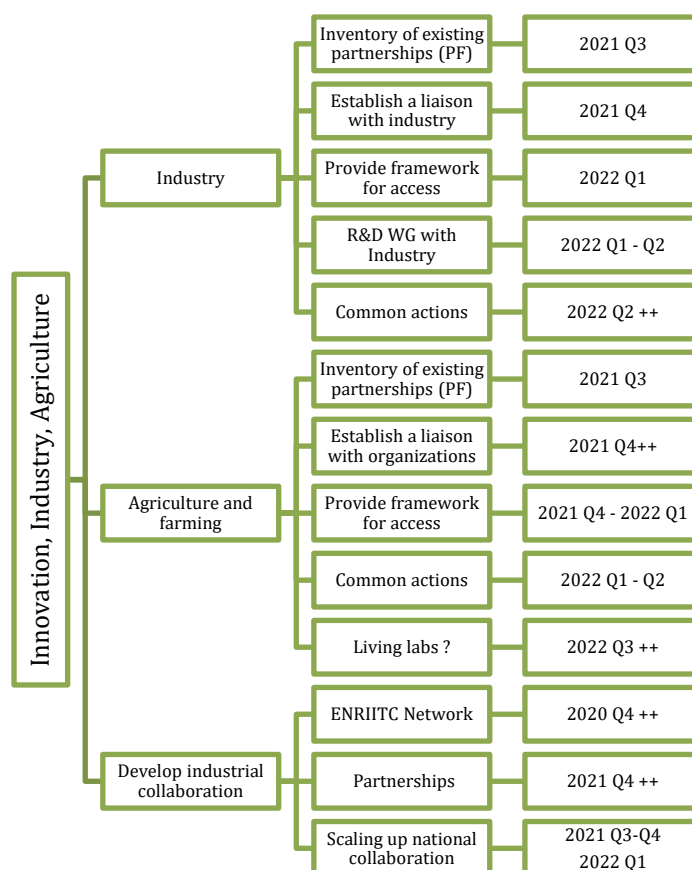 Innovation, Industry, Agriculture
Industry
Inventory of existing
partnerships (PF)
2021 Q3
Establish a liaison
with industry
2021 Q4
Provide framework
for access
2022 Q1
R&D WG with
Industry
2022 Q1 - Q2
Common actions
2022 Q2 ++
Agriculture and
farming
Inventory of existing
partnerships (PF)
2021 Q3
Establish a liaison
with organizations
2021 Q4++
Provide framework
for access
2021 Q4 - 2022 Q1
Common actions
2022 Q1 - Q2
Living labs ?
2022 Q3 ++
Develop industrial
collaboration
ENRIITC Network
2020 Q4 ++
Partnerships
2021 Q4 ++
Scaling up national
collaboration
2021 Q3-Q4
2022 Q1